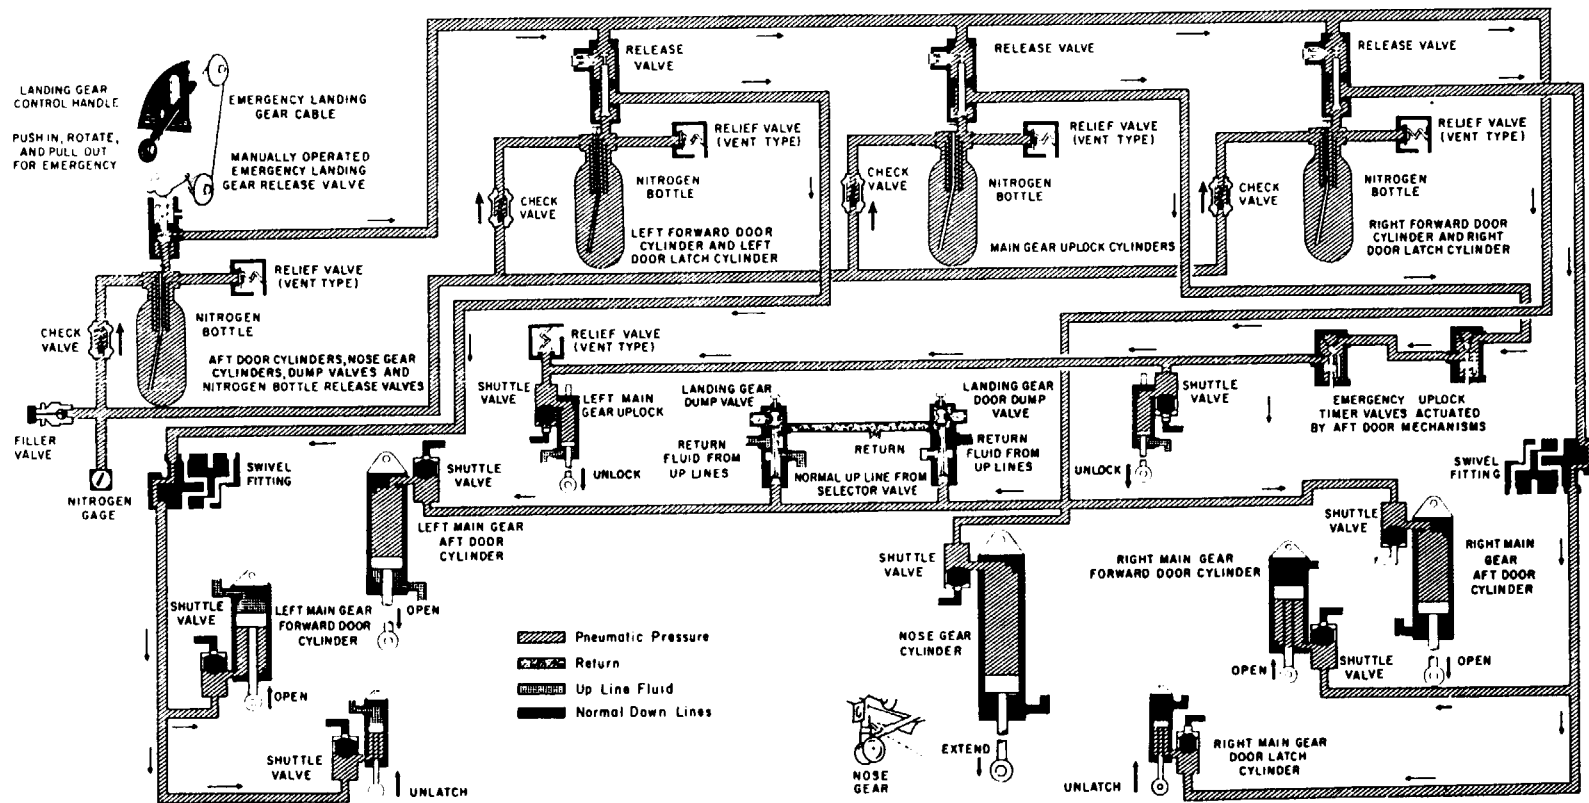 LANDING GEAR
CONTROL HANDLE
PUSH IN, ROTATE,
AND PULL OUT
FOR EMERGENCY
EMERGENCY LANDING
GEAR CABLE
MANUALLY OPERATED
EMERGENCY LANDING
GEAR RELEASE VALVE
RELIEF VALVE
(VENT TYPE)
NITROGEN
BOTTLE
CHECK
VALVE
AFT DOOR CYLINDERS, NOSE GEAR
CYLINDERS, DUMP VALVES AND
NITROGEN BOTTLE RELEASE VALVES
FILLER
VALVE
NITROGEN
GAGE
SWIVEL
FITTING
RELEASE
VALVE
RELIEF VALVE
(VENT TYPE)
NITROGEN
BOTTLE
CHECK
VALVE
LEFT FORWARD DOOR
CYLINDER AND LEFT
DOOR LATCH CYLINDER
RELEASE VALVE
RELIEF VALVE
(VENT TYPE)
CHECK
VALVE
NITROGEN
BOTTLE
MAIN GEAR UPLOCK CYLINDERS
RELEASE VALVE
RELIEF VALVE
(VENT TYPE)
CHECK
VALVE
NITROGEN
BOTTLE
RIGHT FORWARD DOOR
CYLINDER AND RIGHT
DOOR LATCH CYLINDER
RELIEF VALVE
(VENT TYPE)
SHUTTLE
VALVE
LEFT MAIN
GEAR UPLOCK
UNLOCK
LANDING GEAR
DUMP VALVE
LANDING GEAR
DOOR DUMP
VALVE
RETURN
FLUID FROM
UP LINES
RETURN
RETURN
FLUID FROM
UP LINES
NORMAL UP LINE FROM
SELECTOR VALVE
SHUTTLE
VALVE
UNLOCK
EMERGENCY UPLOCK
TIMER VALVES ACTUATED
BY AFT DOOR MECHANISMS
SWIVEL
FITTING
SHUTTLE
VALVE
LEFT MAIN GEAR
AFT DOOR
CYLINDER
OPEN
SHUTTLE
VALVE
LEFT MAIN GEAR
FORWARD DOOR
CYLINDER
OPEN
SHUTTLE
VALVE
UNLATCH
Pneumatic Pressure
Return
Up Line Fluid
Normal Down Lines
SHUTTLE
VALVE
NOSE GEAR
CYLINDER
EXTEND
NOSE
GEAR
RIGHT MAIN GEAR
FORWARD DOOR CYLINDER
OPEN
SHUTTLE
VALVE
SHUTTLE
VALVE
RIGHT MAIN
GEAR
AFT DOOR
CYLINDER
OPEN
RIGHT MAIN GEAR
DOOR LATCH
CYLINDER
UNLATCH